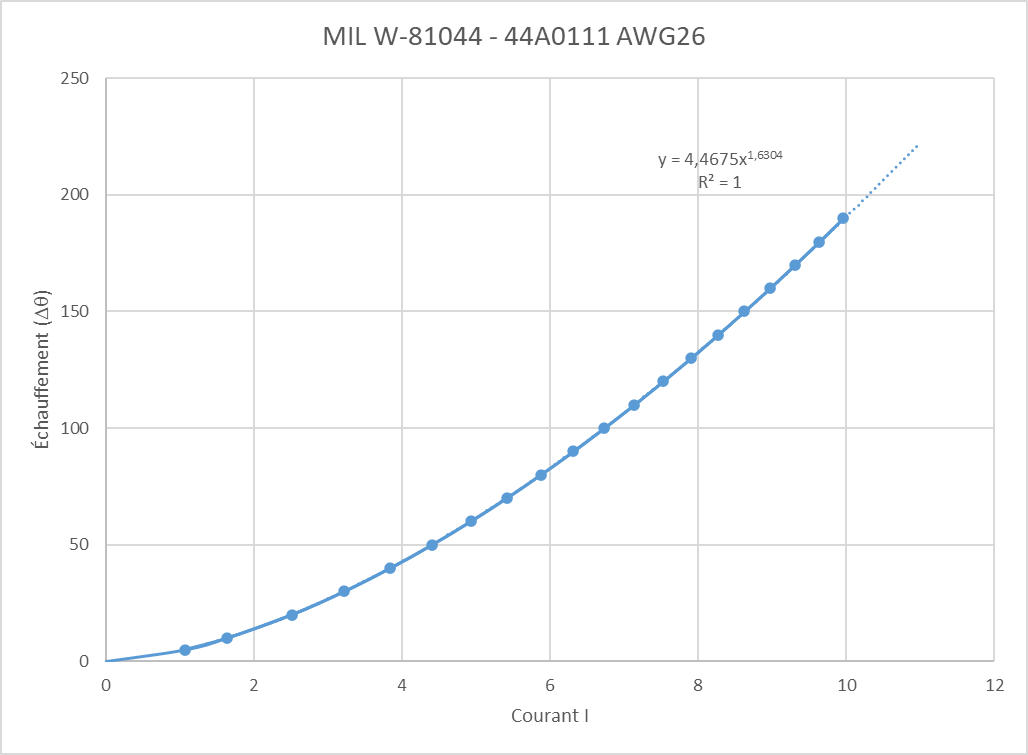 MIL W-81044 - 44A0111 AWG26
250
200
150
100
50
0
Échauffement (Δθ)
y = 4,4675x^1,6304
R² = 1
0 2 4 6 8 10 12
Courant I